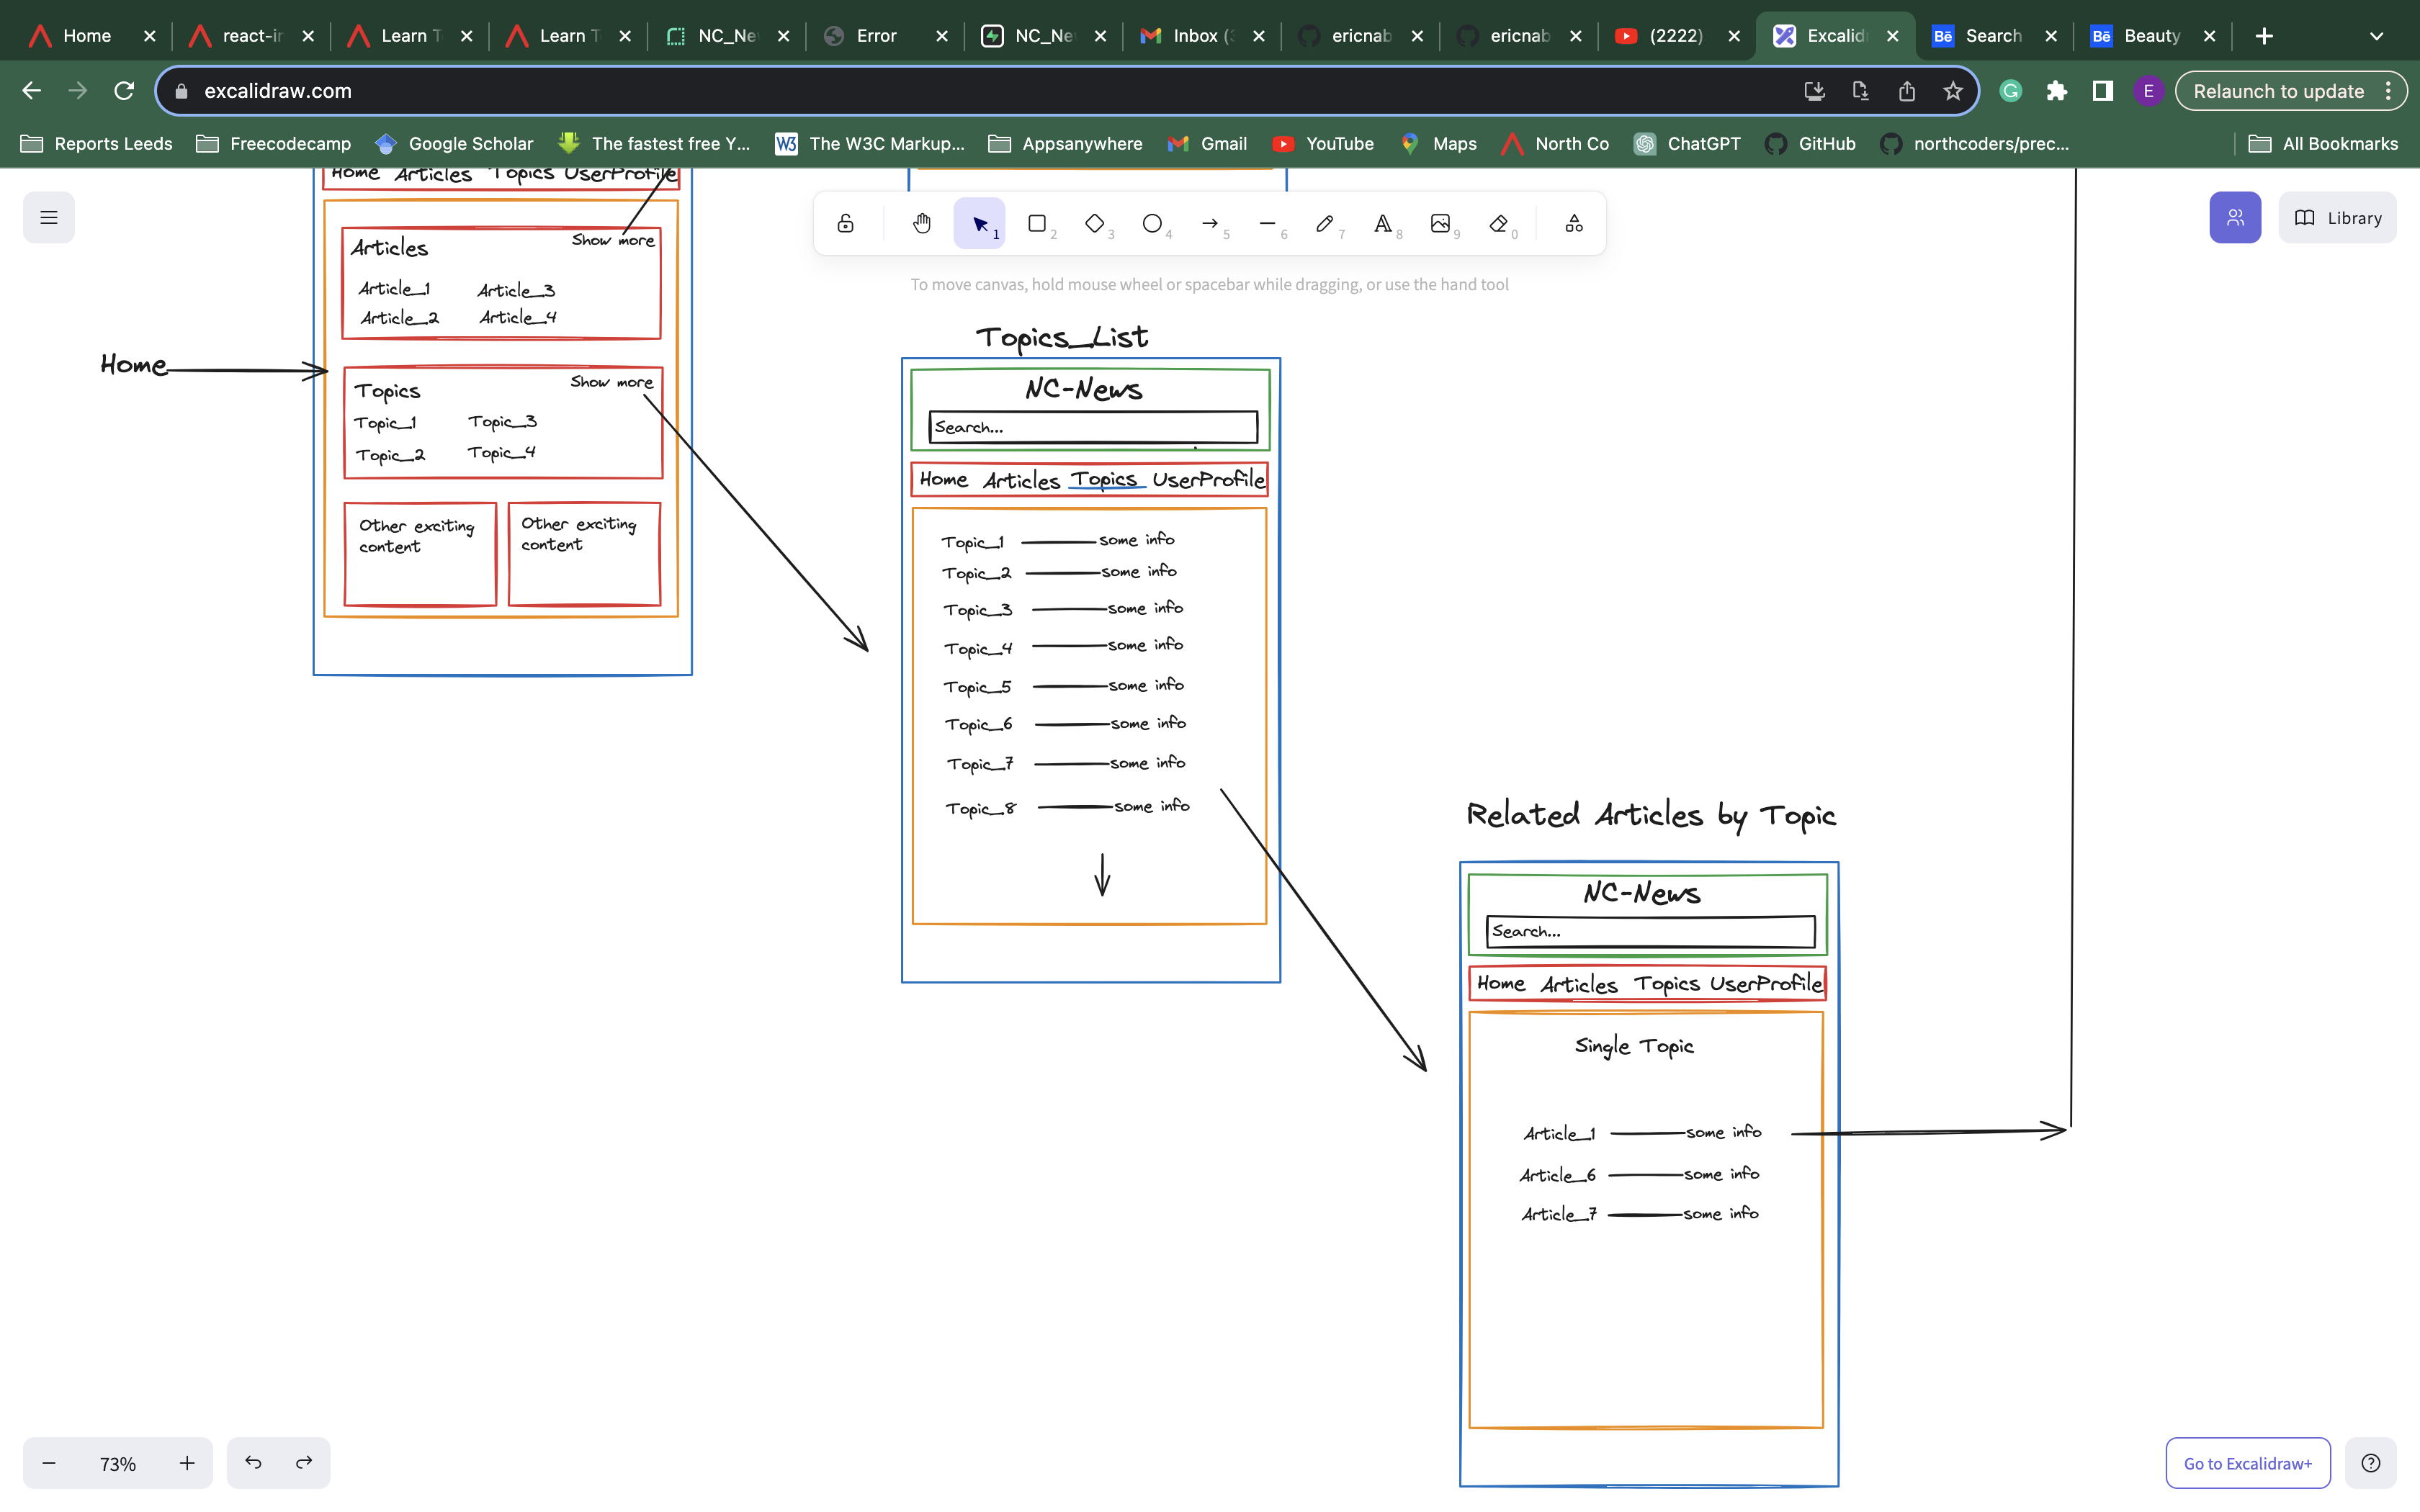 Home react-in Learn T Learn T NC_Ne Error NC_Ne Inbox (3 ericnab ericnab (2222) Excalid Bē Search Bē Beauty
excalidraw.com E Relaunch to update
Reports Leeds Freecodecamp Google Scholar The fastest free Y... W3 The W3C Markup... Appsanywhere Gmail YouTube Maps North Co ChatGPT GitHub northcoders/prec... All Bookmarks
Home Articles Topics UserProfile
1 2 3 4 5 6 7 A 8 9 0
Library
To move canvas, hold mouse wheel or spacebar while dragging, or use the hand tool
Articles Show more
Article_1 Article_3
Article_2 Article_4
Home
Topics Show more
Topic_1 Topic_3
Topic_2 Topic_4
Other exciting
content
Other exciting
content
Topics_List
NC-News
Search...
Home Articles Topics UserProfile
Topic_1 some info
Topic_2 some info
Topic_3 some info
Topic_4 some info
Topic_5 some info
Topic_6 some info
Topic_7 some info
Topic_8 some info
Related Articles by Topic
NC-News
Search...
Home Articles Topics UserProfile
Single Topic
Article_1 some info
Article_6 some info
Article_7 some info
73%
Go to Excalidraw+